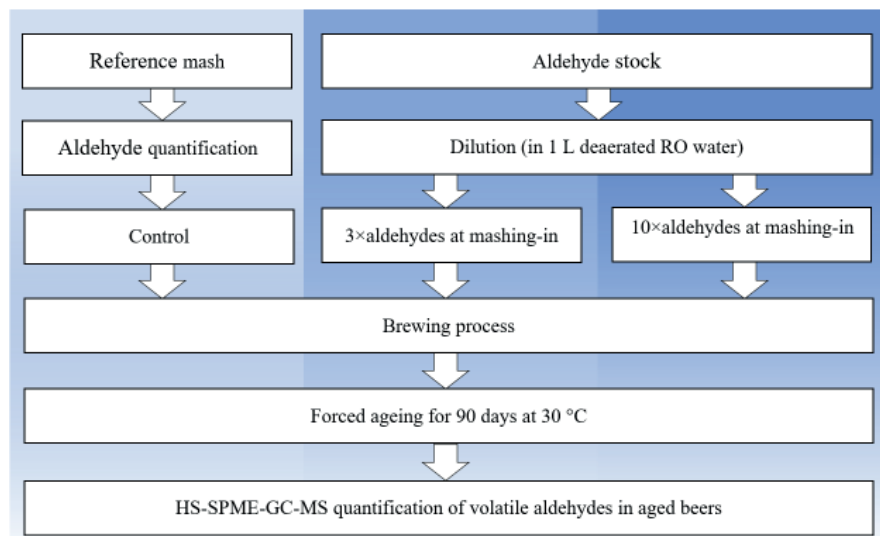 Reference mash
Aldehyde stock
Aldehyde quantification
Dilution (in 1 L deaerated RO water)
Control
3×aldehydes at mashing-in
10×aldehydes at mashing-in
Brewing process
Forced ageing for 90 days at 30 °C
HS-SPME-GC-MS quantification of volatile aldehydes in aged beers